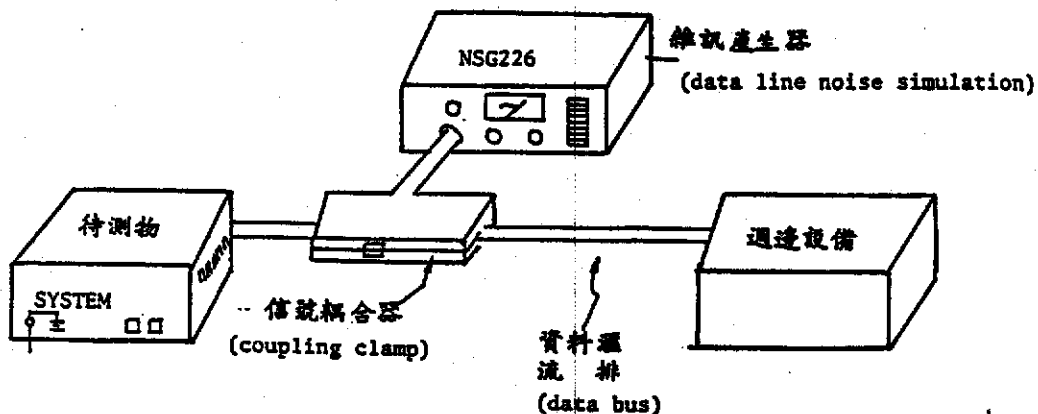 NSG226
雜訊產生器
(data line noise simulation)
待測物
SYSTEM
週邊設備
信號耦合器
(coupling clamp)
資料匯
流 排
(data bus)